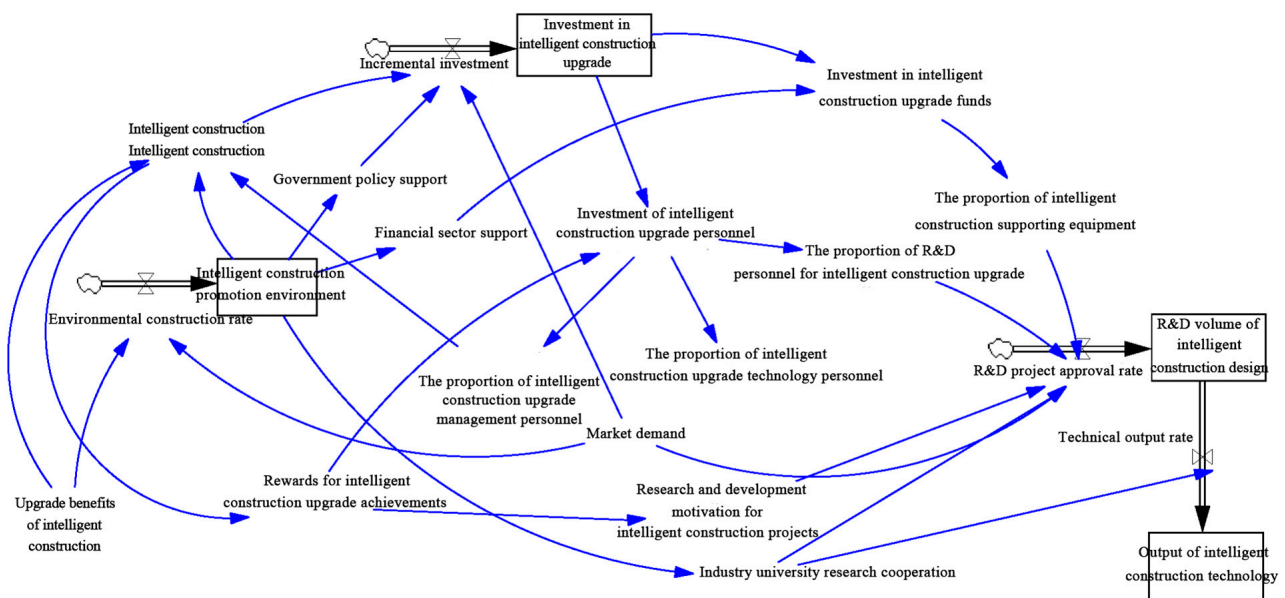 Investment in
intelligent construction
upgrade
Incremental investment
Investment in intelligent
construction upgrade funds
Intelligent construction
Intelligent construction
Government policy support
The proportion of intelligent
construction supporting equipment
Investment of intelligent
construction upgrade personnel
Financial sector support
The proportion of R&D
personnel for intelligent construction upgrade
Intelligent construction
promotion environment
Environmental construction rate
R&D volume of
intelligent
construction design
The proportion of intelligent
construction upgrade technology personnel
R&D project approval rate
The proportion of intelligent
construction upgrade
management personnel
Market demand
Technical output rate
Rewards for intelligent
construction upgrade achievements
Research and development
motivation for
intelligent construction projects
Upgrade benefits
of intelligent
construction
Industry university research cooperation
Output of intelligent
construction technology